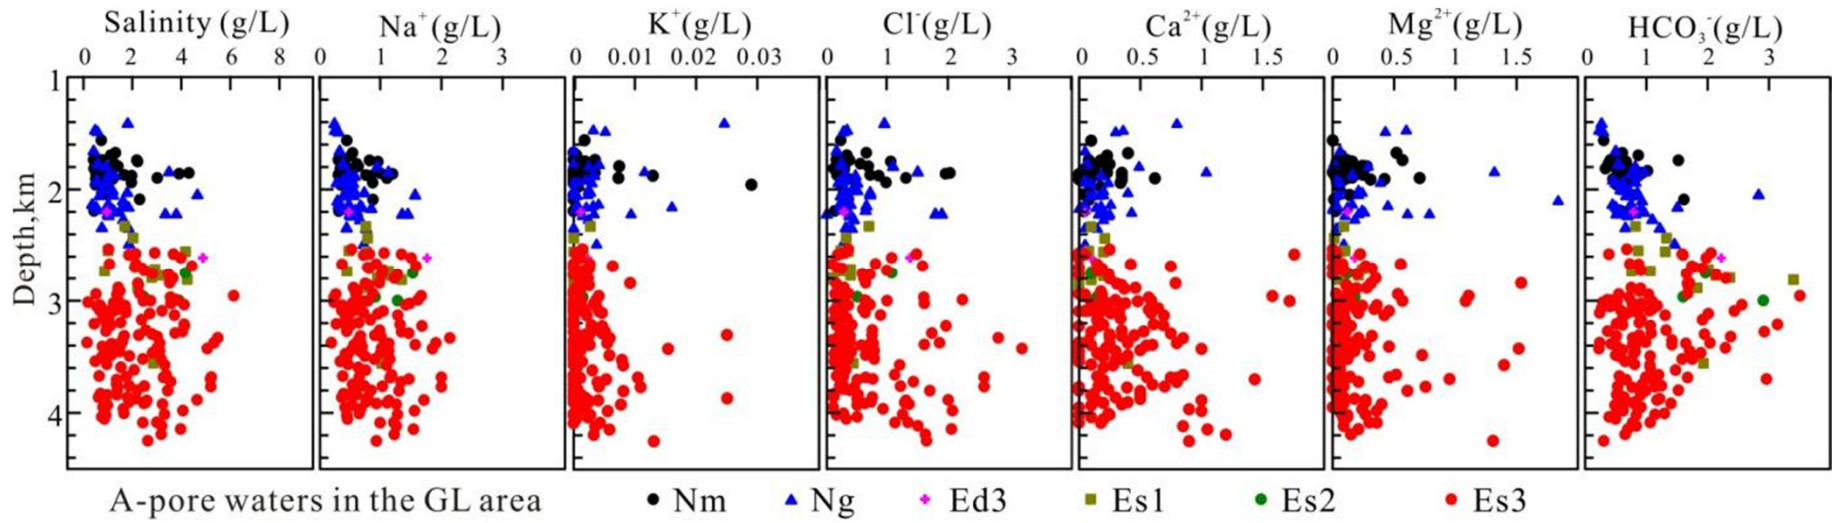 Salinity (g/L) Na⁺(g/L) K⁺(g/L) Cl⁻(g/L) Ca²⁺(g/L) Mg²⁺(g/L) HCO₃⁻(g/L)
0 2 4 6 8 0 1 2 3 0 0.01 0.02 0.03 0 1 2 3 0 0.5 1 1.5 0 0.5 1 1.5 0 1 2 3
1
2
3
4
Depth,km
A-pore waters in the GL area Nm Ng Ed3 Es1 Es2 Es3